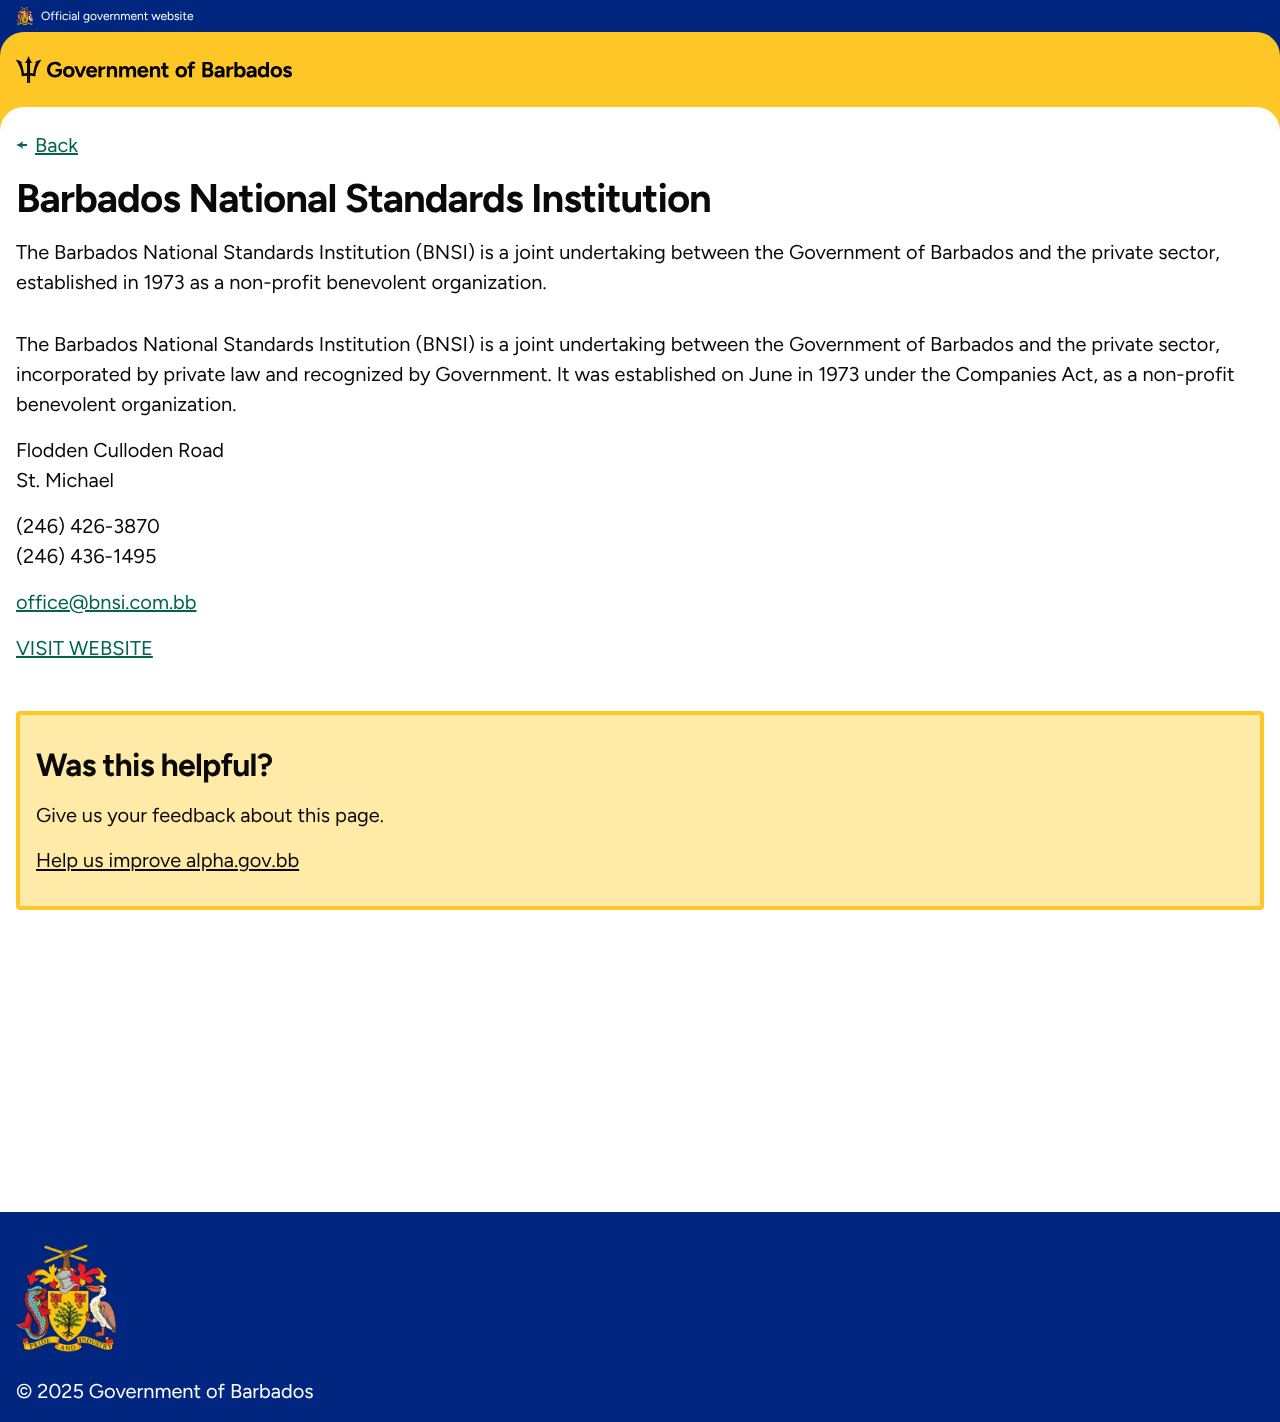 Official government website
Government of Barbados
Back
Barbados National Standards Institution
The Barbados National Standards Institution (BNSI) is a joint undertaking between the Government of Barbados and the private sector,
established in 1973 as a non-profit benevolent organization.
The Barbados National Standards Institution (BNSI) is a joint undertaking between the Government of Barbados and the private sector,
incorporated by private law and recognized by Government. It was established on June in 1973 under the Companies Act, as a non-profit
benevolent organization.
Flodden Culloden Road
St. Michael
(246) 426-3870
(246) 436-1495
office@bnsi.com.bb
VISIT WEBSITE
Was this helpful?
Give us your feedback about this page.
Help us improve alpha.gov.bb
PRIDE AND INDUSTRY
© 2025 Government of Barbados